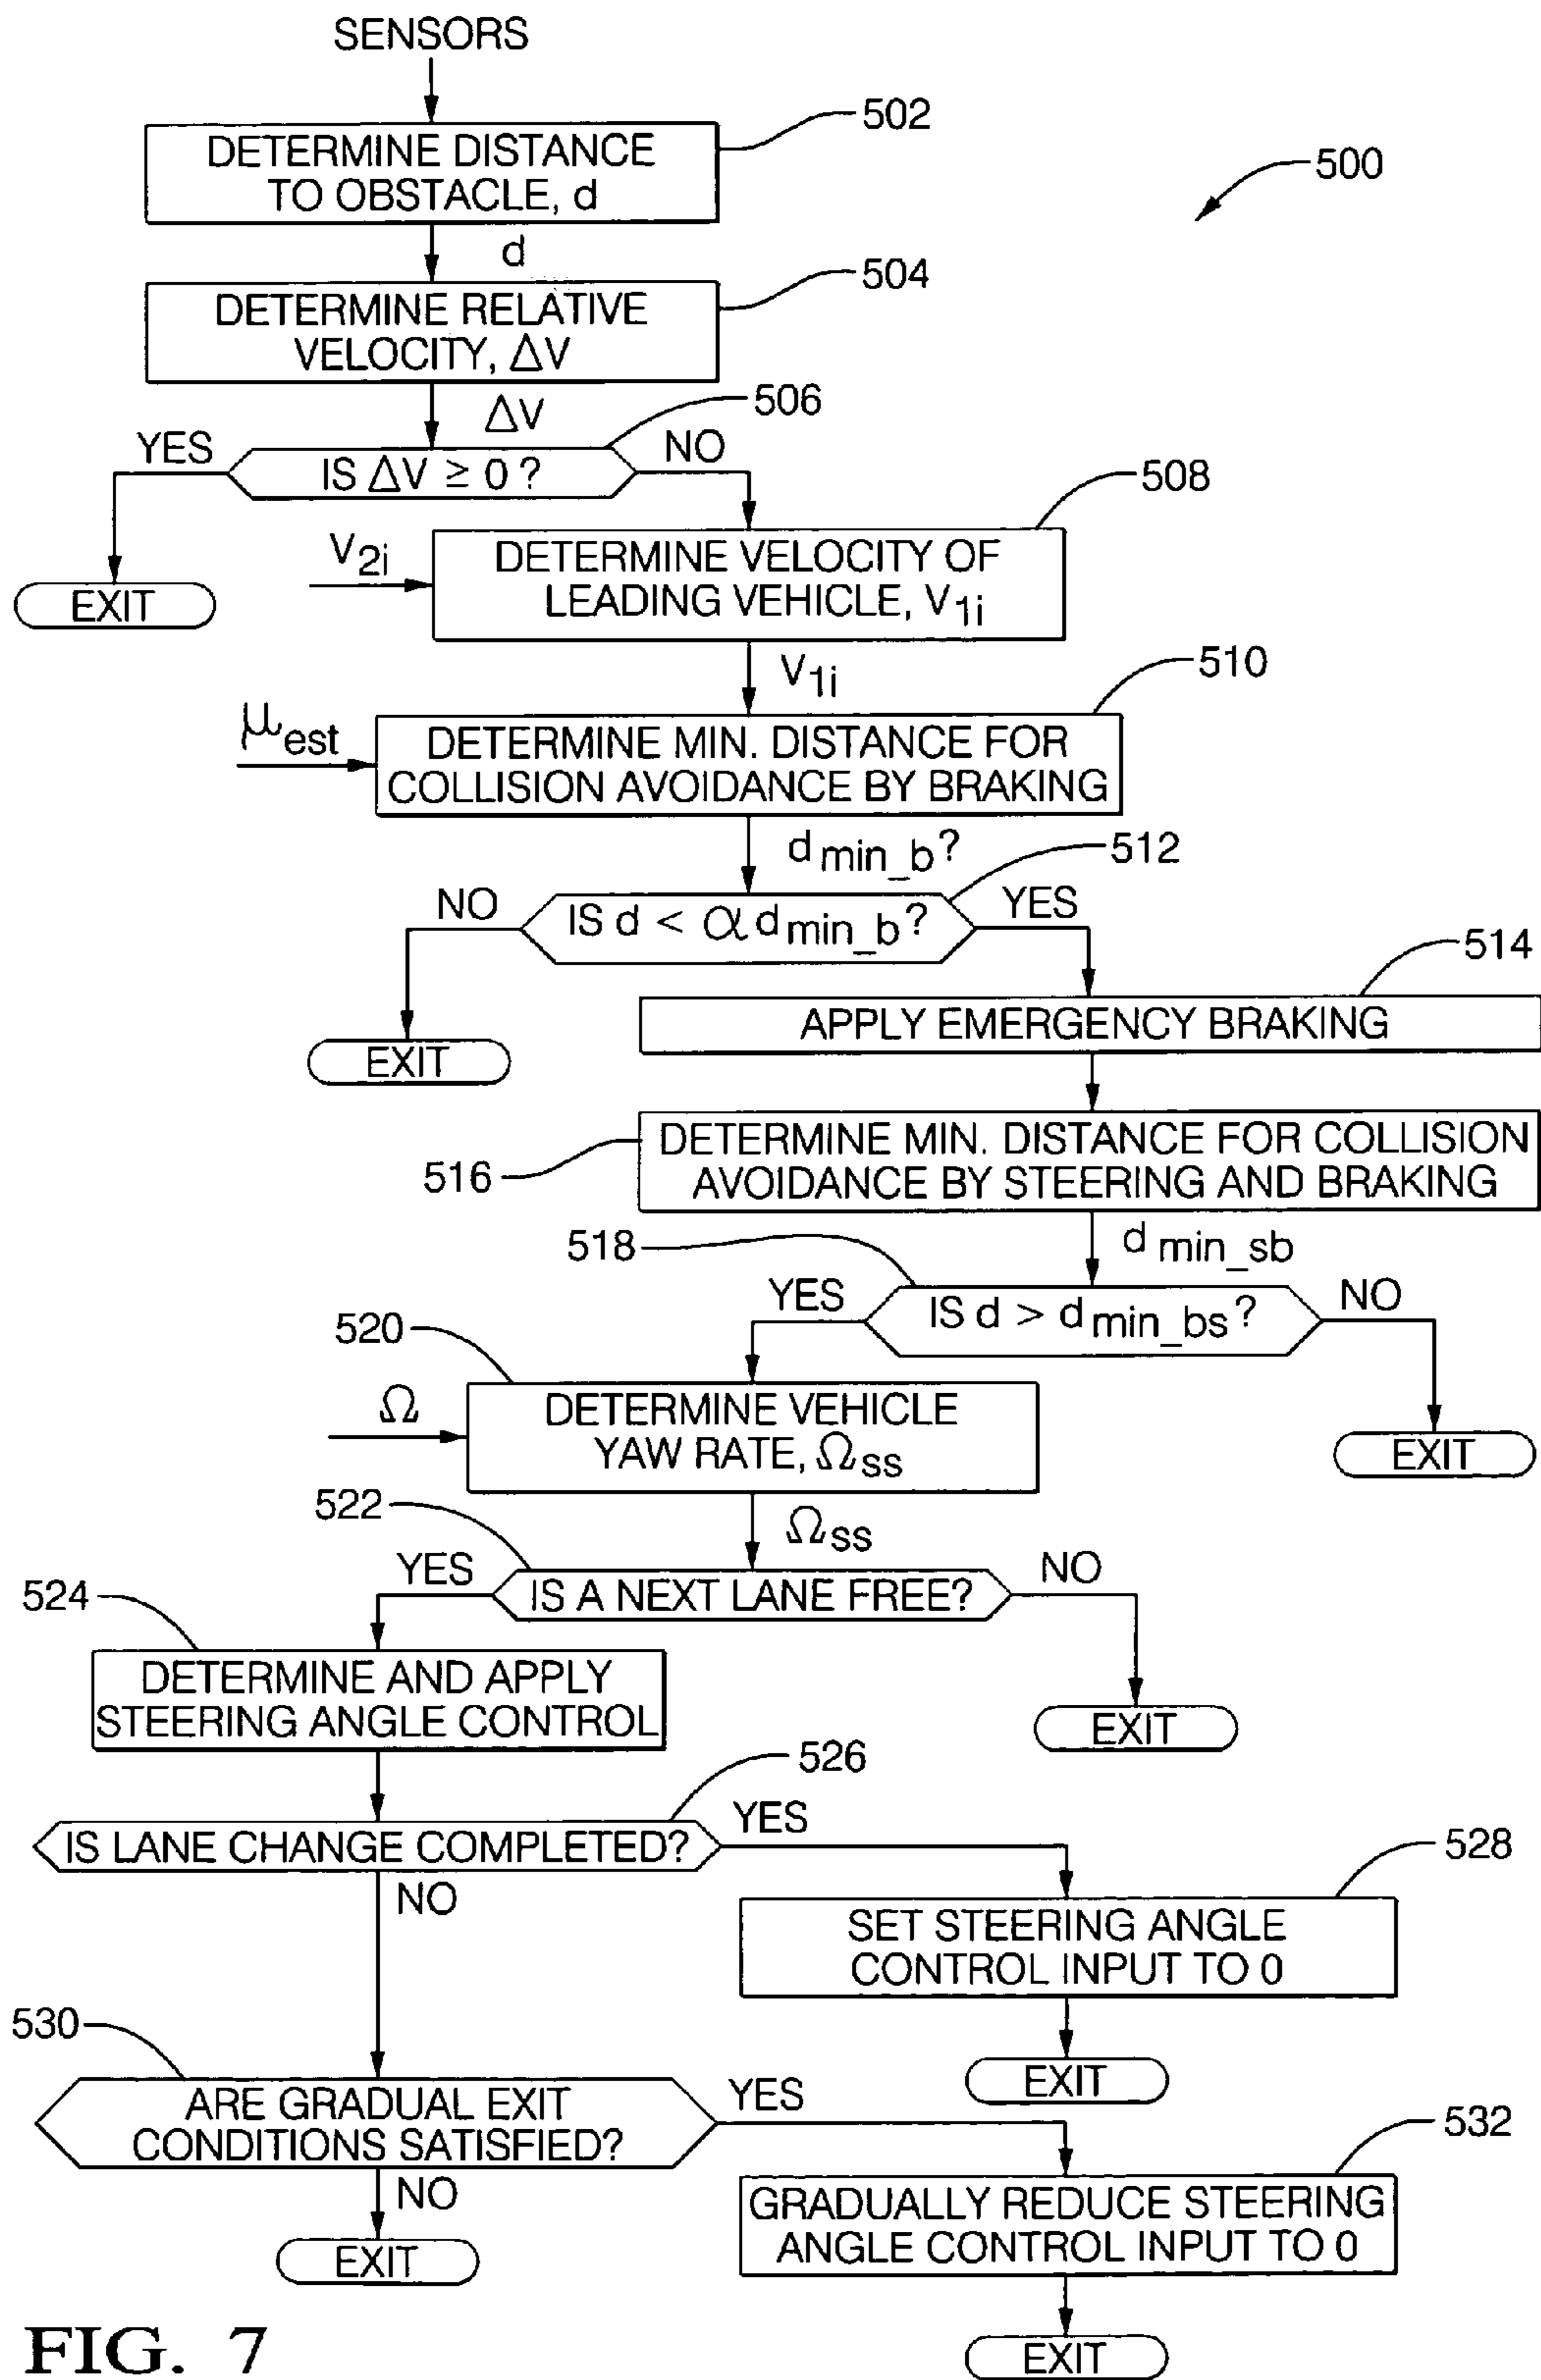 SENSORS
502
DETERMINE DISTANCE
TO OBSTACLE, d
500
d
504
DETERMINE RELATIVE
VELOCITY, ΔV
ΔV
506
YES
IS ΔV ≥ 0 ?
NO
508
V2i
DETERMINE VELOCITY OF
LEADING VEHICLE, V1i
EXIT
V1i
510
μest
DETERMINE MIN. DISTANCE FOR
COLLISION AVOIDANCE BY BRAKING
d min_b?
512
NO
IS d < α d min_b?
YES
514
APPLY EMERGENCY BRAKING
EXIT
516
DETERMINE MIN. DISTANCE FOR COLLISION
AVOIDANCE BY STEERING AND BRAKING
518
d min_sb
YES
IS d > d min_bs?
NO
520
Ω
DETERMINE VEHICLE
YAW RATE, Ωss
EXIT
522
Ωss
YES
IS A NEXT LANE FREE?
NO
524
DETERMINE AND APPLY
STEERING ANGLE CONTROL
EXIT
526
IS LANE CHANGE COMPLETED?
YES
528
NO
SET STEERING ANGLE
CONTROL INPUT TO 0
530
EXIT
ARE GRADUAL EXIT
CONDITIONS SATISFIED?
YES
532
NO
GRADUALLY REDUCE STEERING
ANGLE CONTROL INPUT TO 0
EXIT
EXIT
FIG. 7